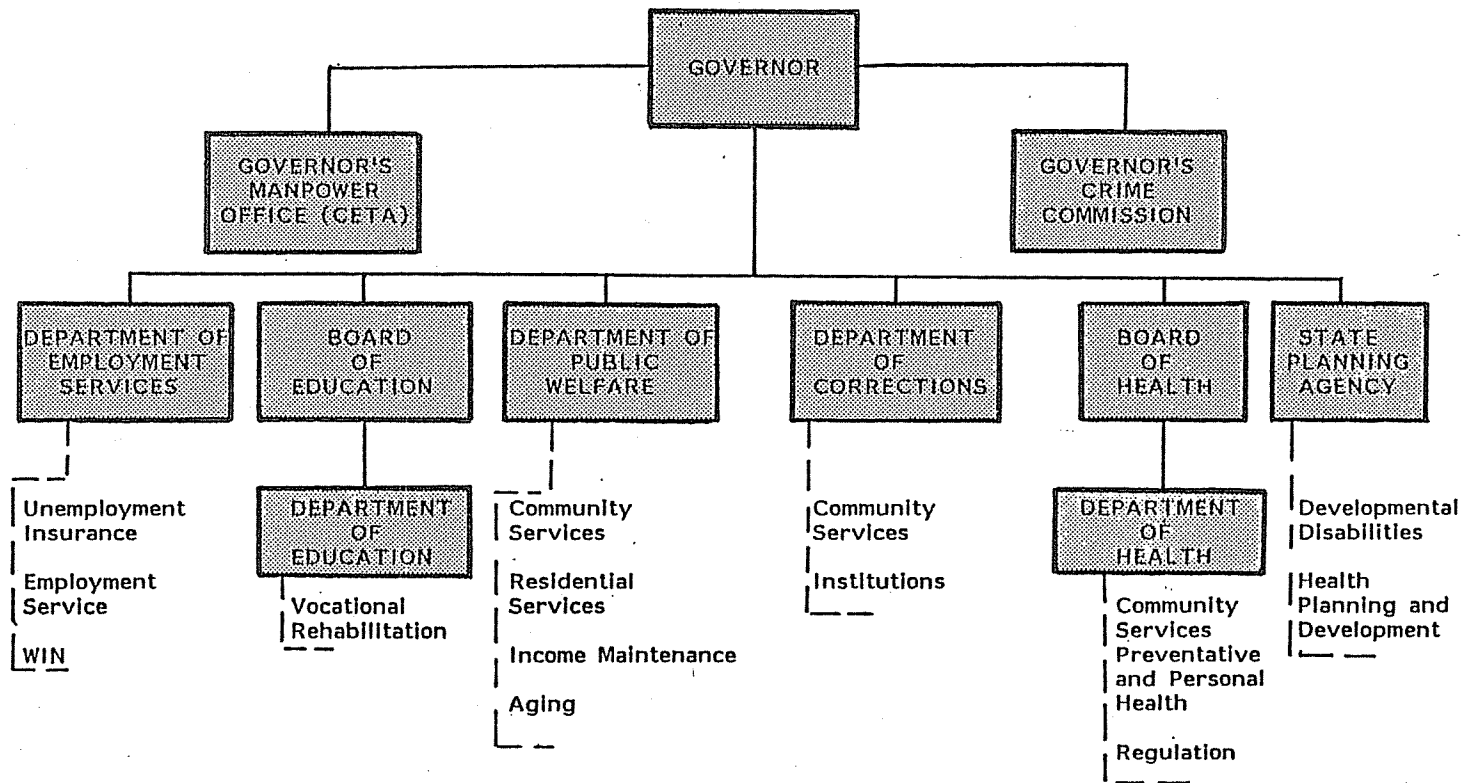 GOVERNOR
GOVERNOR'S
MANPOWER
OFFICE (CETA)
GOVERNOR'S
CRIME
COMMISSION
DEPARTMENT OF
EMPLOYMENT
SERVICES
BOARD
OF
EDUCATION
DEPARTMENT OF
PUBLIC
WELFARE
DEPARTMENT
OF
CORRECTIONS
BOARD
OF
HEALTH
STATE
PLANNING
AGENCY
Unemployment
Insurance
Employment
Service
WIN
DEPARTMENT
OF
EDUCATION
Vocational
Rehabilitation
Community
Services
Residential
Services
Income Maintenance
Aging
Community
Services
Institutions
DEPARTMENT
OF
HEALTH
Community
Services
Preventative
and Personal
Health
Regulation
Developmental
Disabilities
Health
Planning and
Development